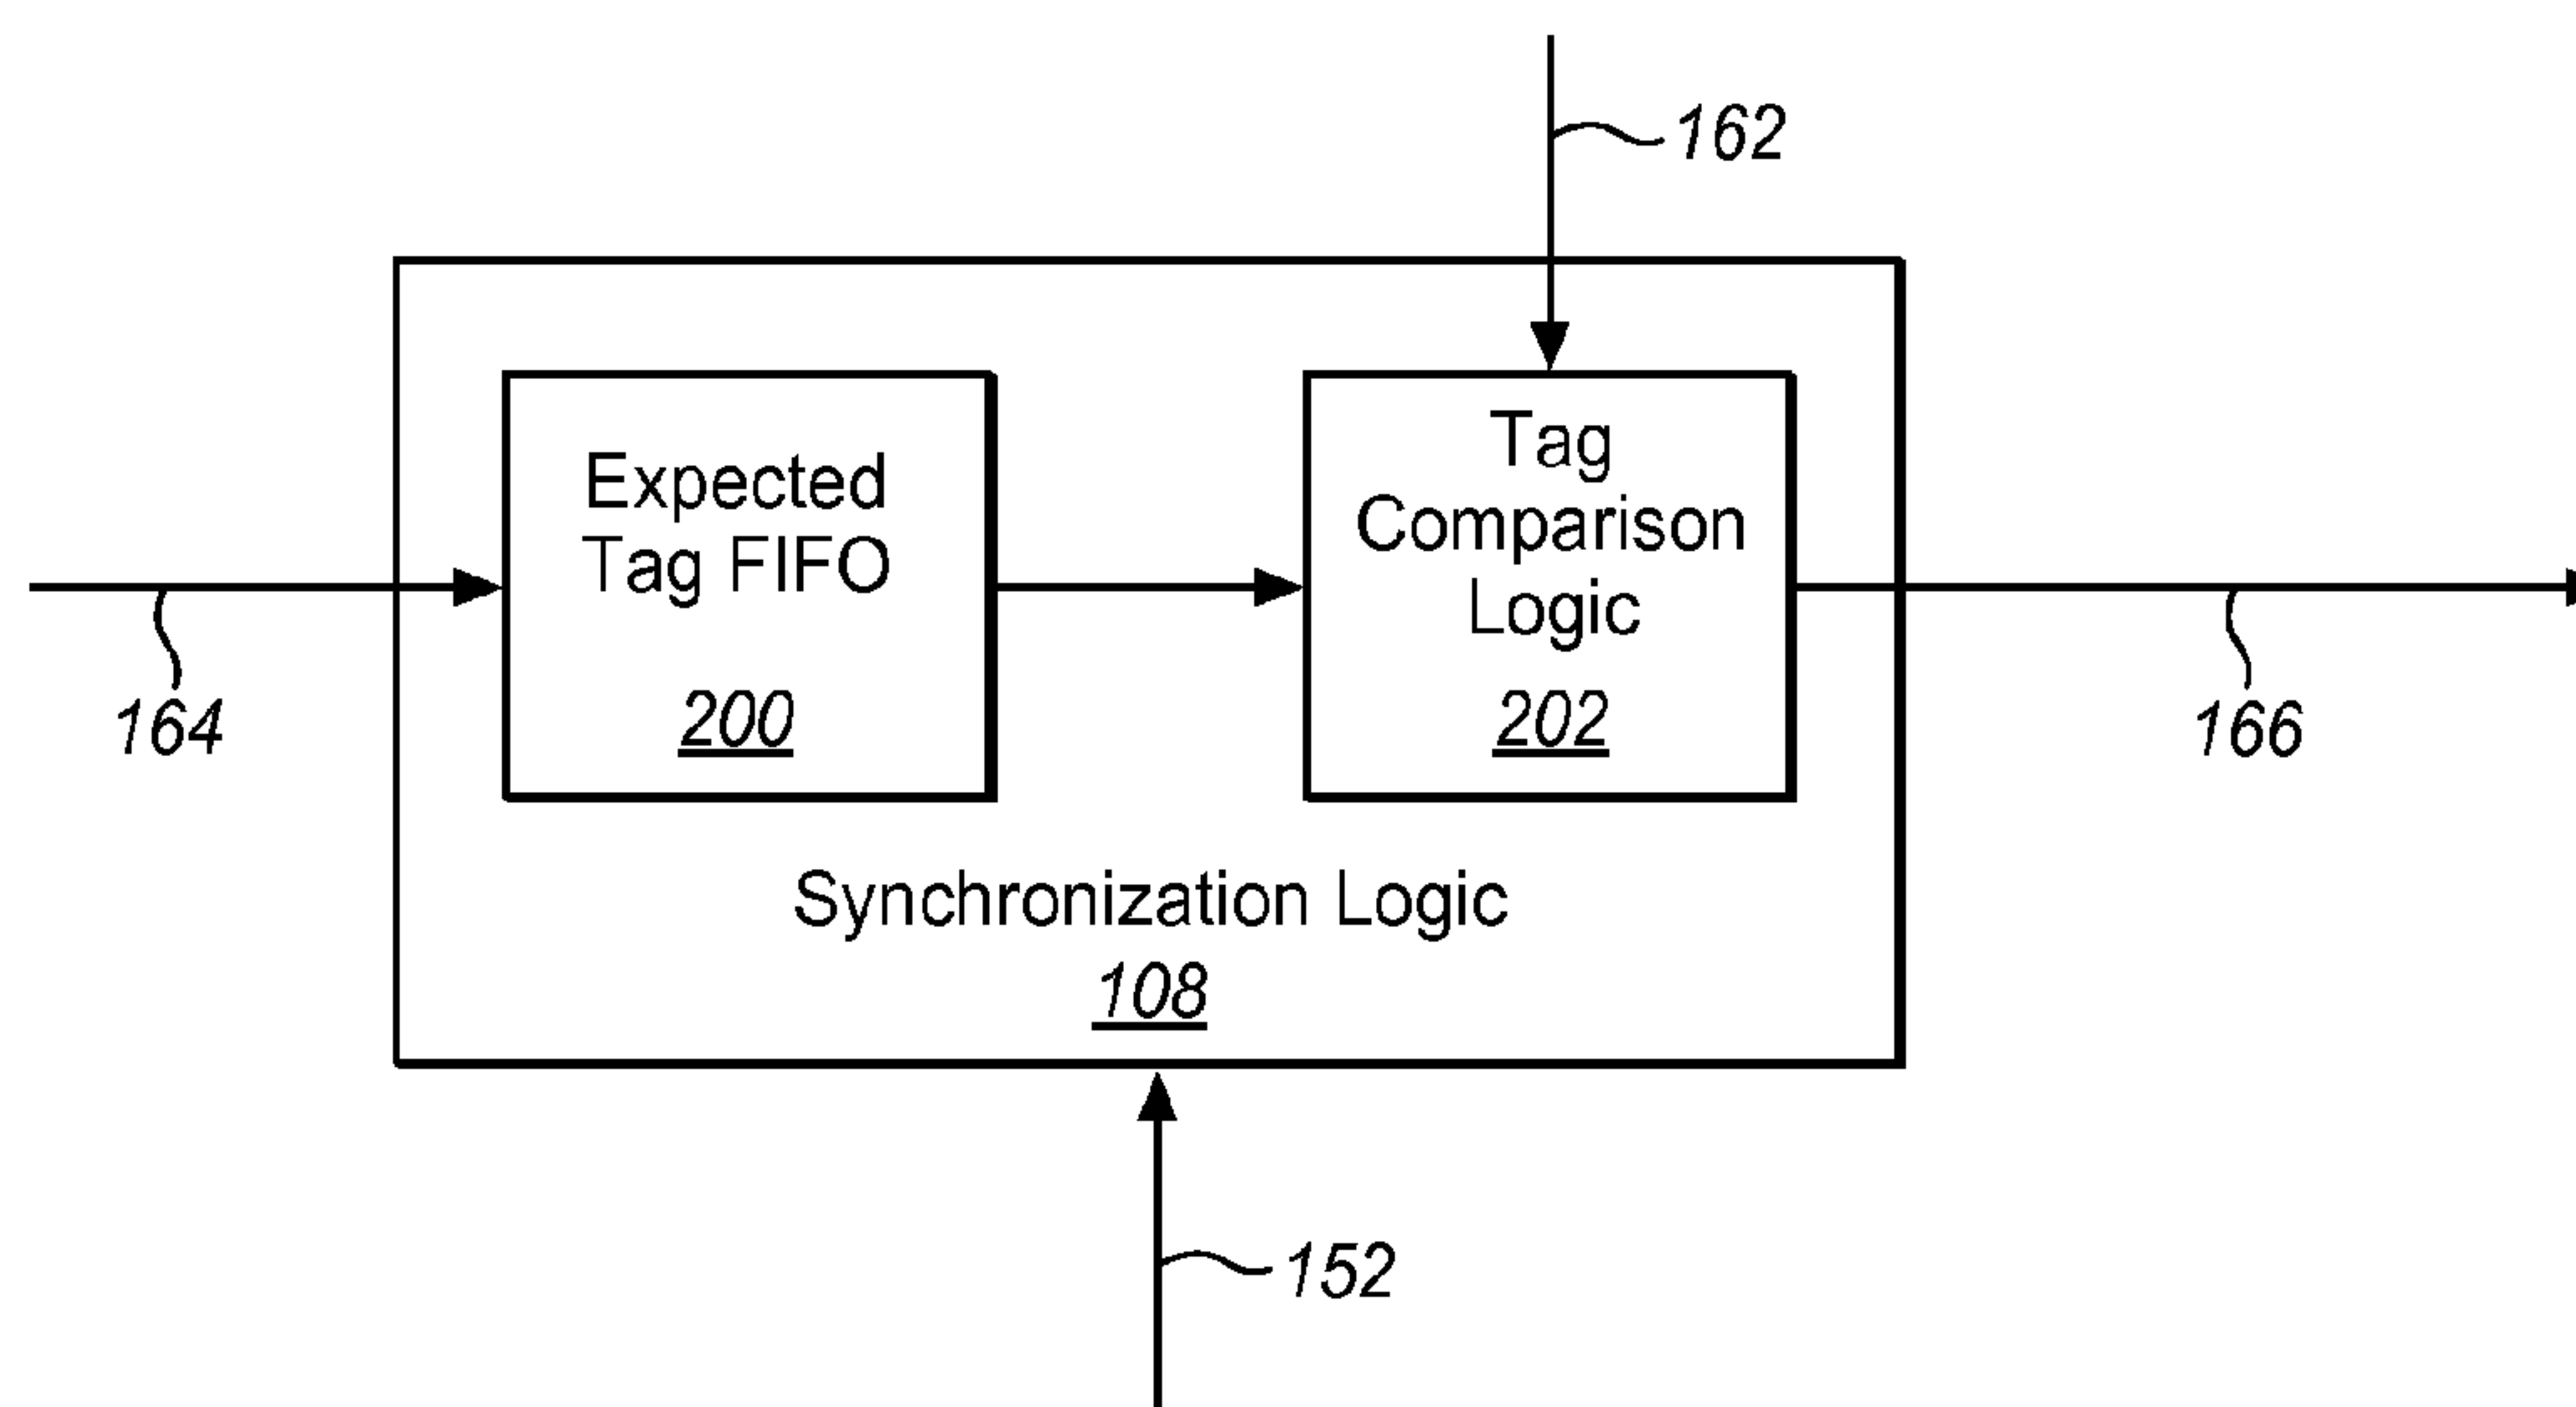 162
Expected
Tag FIFO
200
Tag
Comparison
Logic
202
164
166
Synchronization Logic
108
152